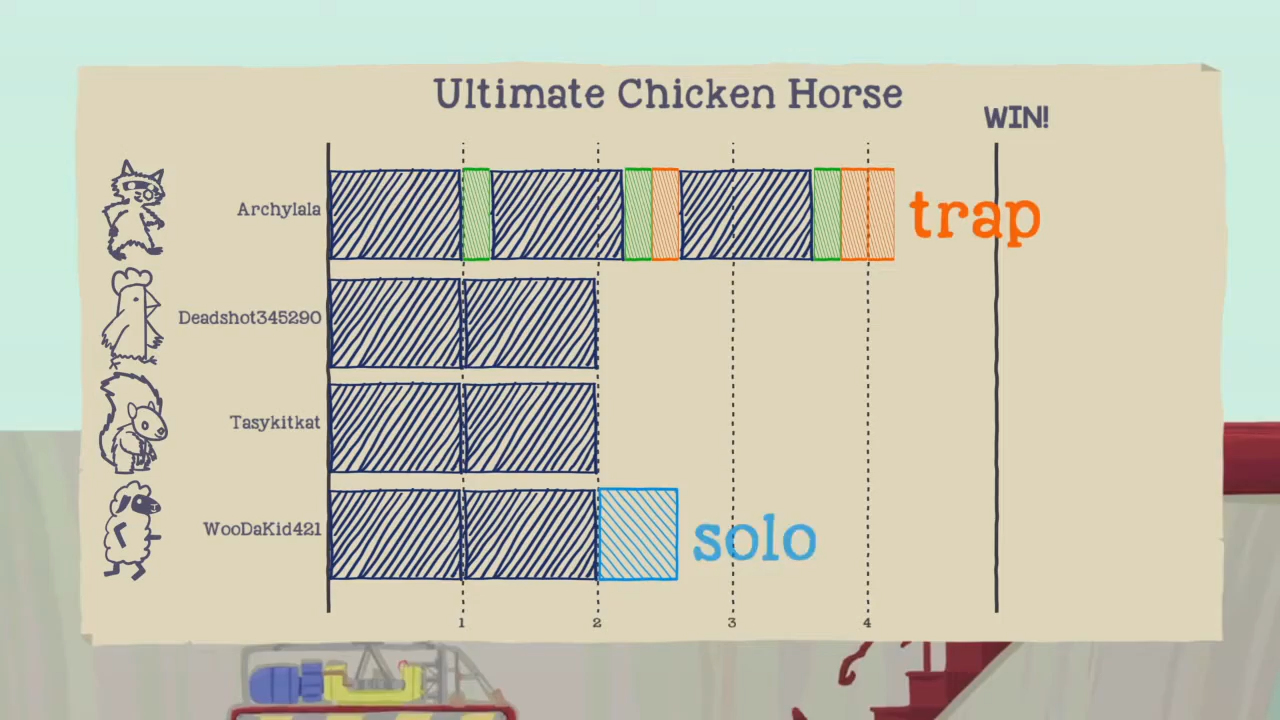 Ultimate Chicken Horse
WIN!
Archylala
trap
Deadshot345290
Tasykitkat
WooDaKid421
solo
1 2 3 4